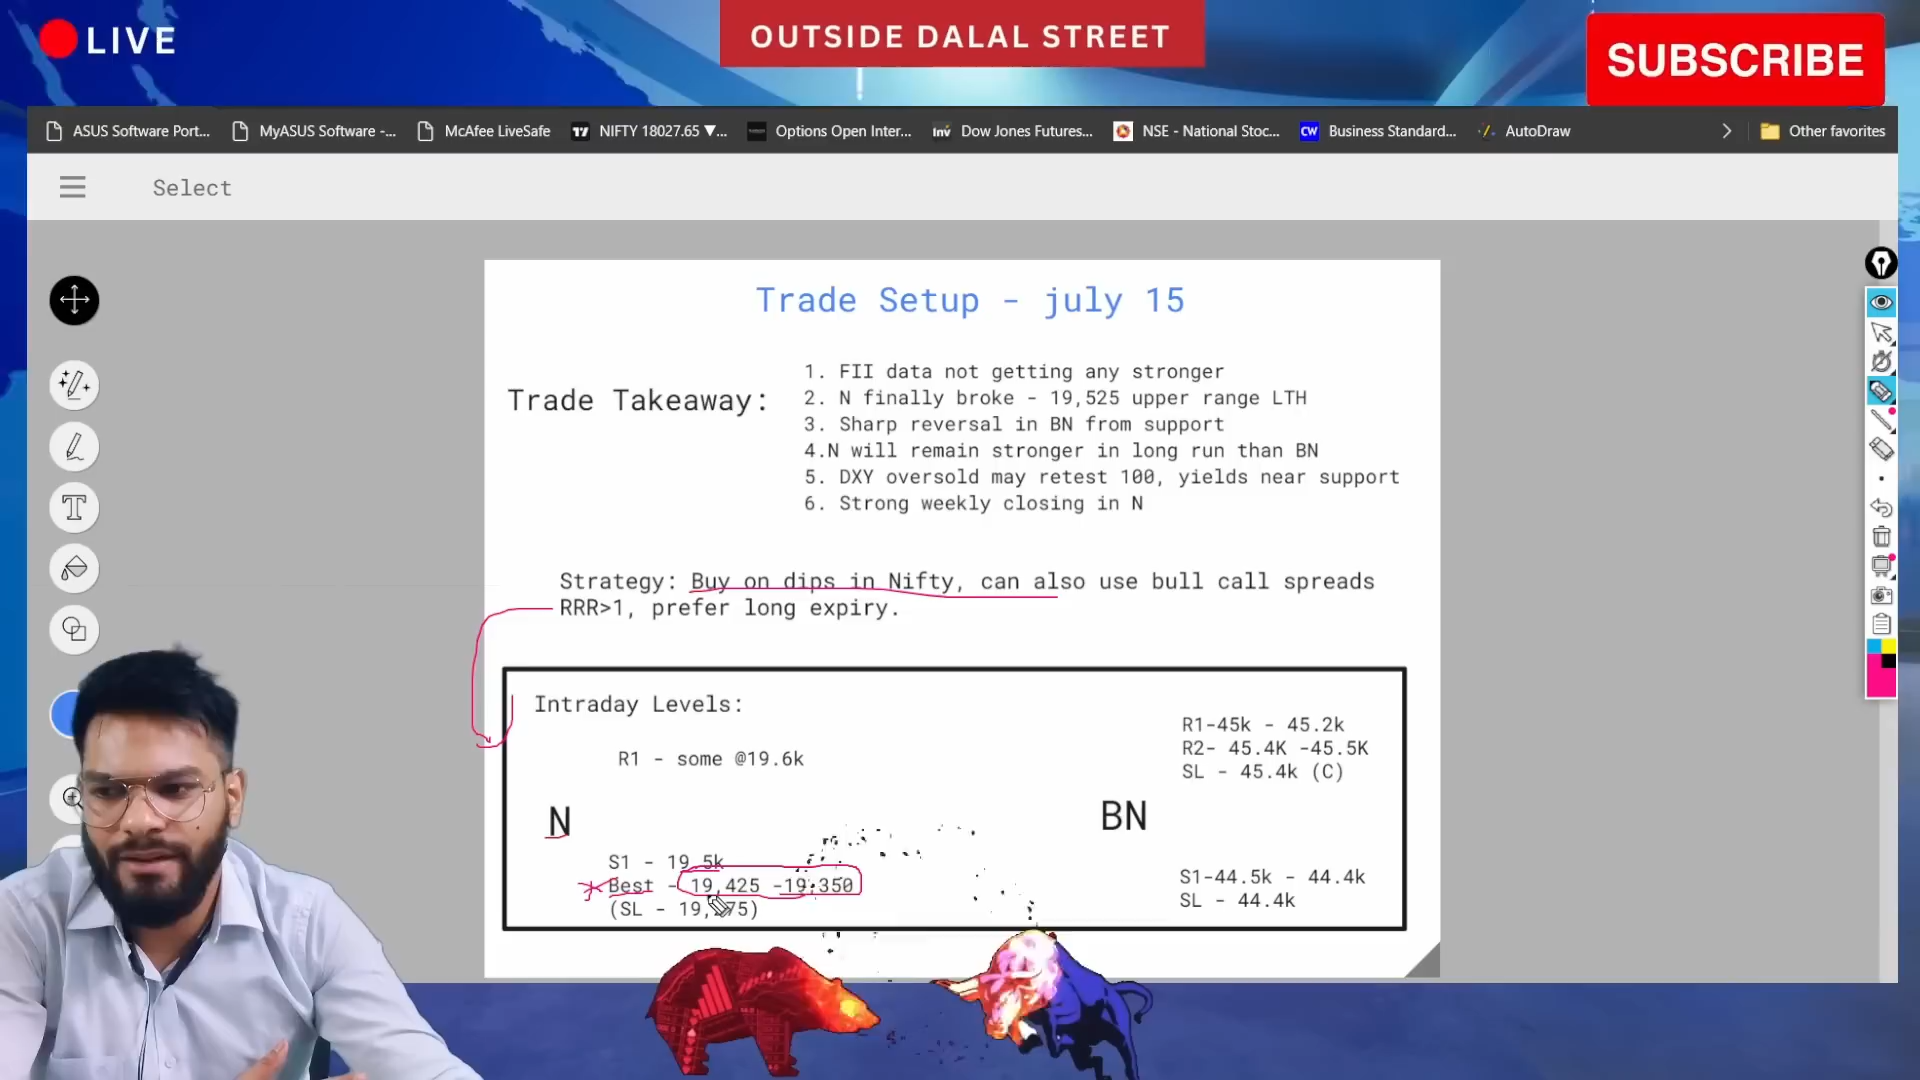 LIVE
OUTSIDE DALAL STREET
SUBSCRIBE
ASUS Software Port...
MyASUS Software -...
McAfee LiveSafe
NIFTY 18027.65 ▼...
Options Open Inter...
inv
Dow Jones Futures...
NSE - National Stoc...
CW
Business Standard...
AutoDraw
Other favorites
Select
Trade Setup - july 15
Trade Takeaway:
1. FII data not getting any stronger
2. N finally broke - 19,525 upper range LTH
3. Sharp reversal in BN from support
4.N will remain stronger in long run than BN
5. DXY oversold may retest 100, yields near support
6. Strong weekly closing in N
Strategy: Buy on dips in Nifty, can also use bull call spreads
RRR>1, prefer long expiry.
Intraday Levels:
R1 - some @19.6k
N
S1 - 19,5k
Best - 19,425 -19,350
(SL -
R1-45k - 45.2k
R2- 45.4K -45.5K
SL - 45.4k (C)
BN
S1-44.5k - 44.4k
SL - 44.4k